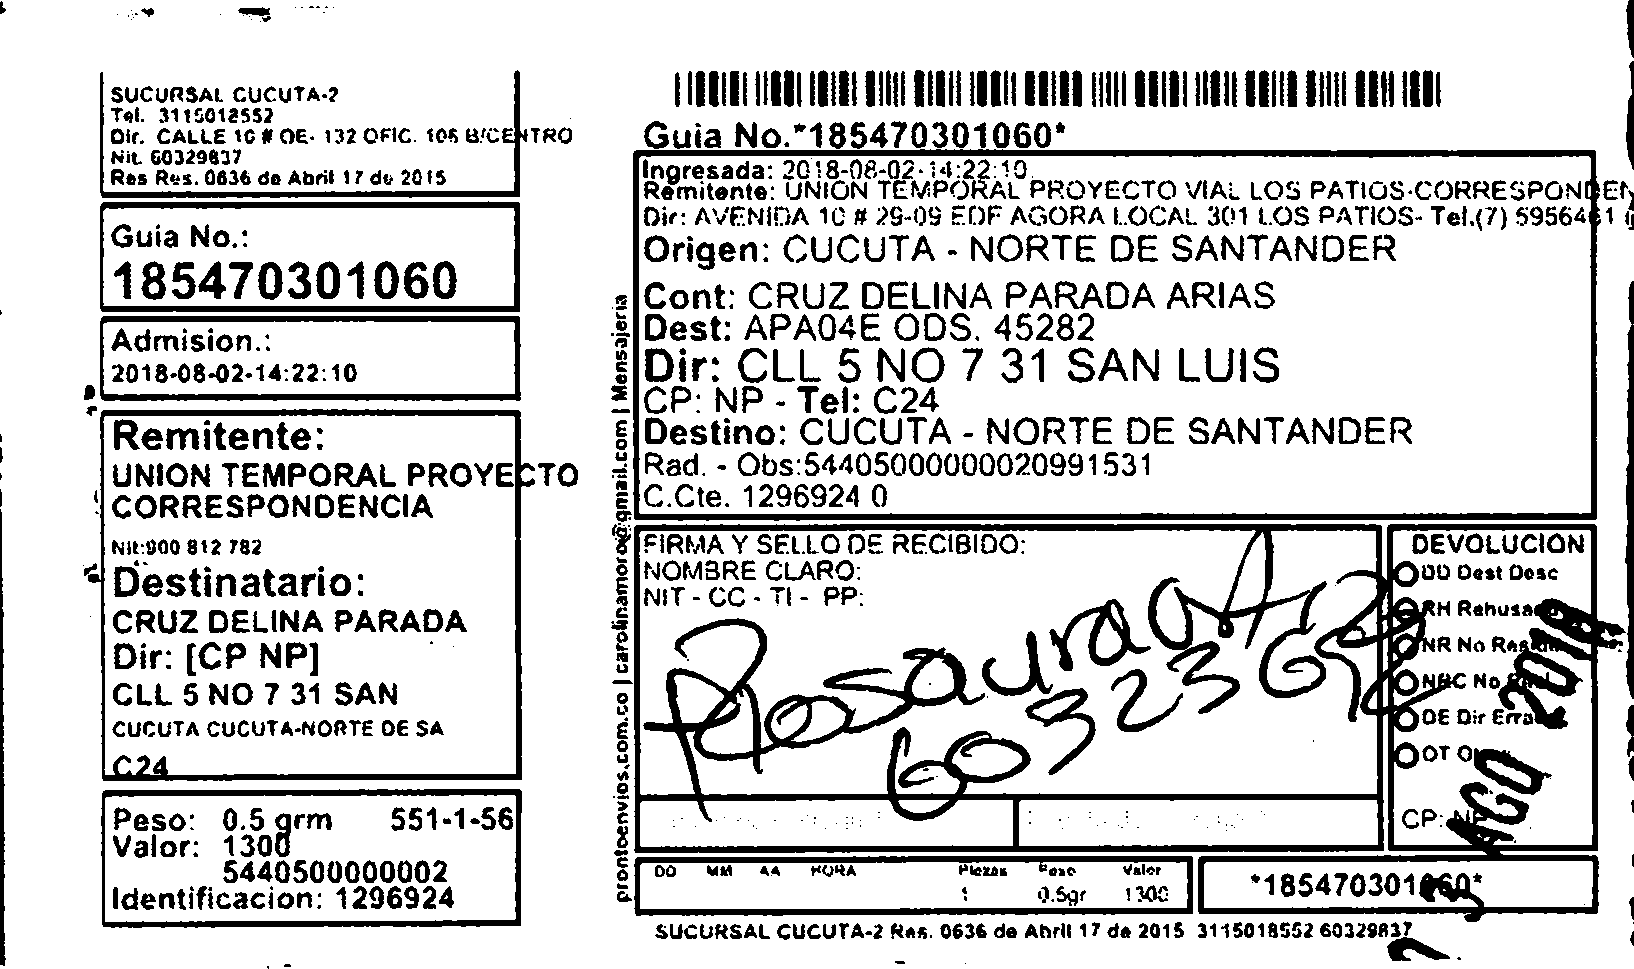 SUCURSAL CUCUTA-2
Tel. 3115018552
Dir. CALLE 10 # OE- 132 OFIC. 106 B/CENTRO
Nit. 60329837
Res Res. 0636 de Abril 17 de 2015
Guia No.:
185470301060
Admision.:
2018-08-02-14:22:10
Remitente:
UNION TEMPORAL PROYECTO
CORRESPONDENCIA
Nit:900 812 782
Destinatario:
CRUZ DELINA PARADA
Dir: [CP NP]
CLL 5 NO 7 31 SAN
CUCUTA CUCUTA-NORTE DE SA
C24
Peso: 0.5 grm 551-1-56
Valor: 1300
5440500000002
Identificacion: 1296924
prontoenvios.com.co | carolinamoro@gmail.com | Mensajeria
Guia No.*185470301060*
Ingresada: 2018-08-02-14:22:10
Remitente: UNION TEMPORAL PROYECTO VIAL LOS PATIOS-CORRESPONDEN
Dir: AVENIDA 10 # 29-09 EDF AGORA LOCAL 301 LOS PATIOS- Tel.(7) 5956461
Origen: CUCUTA - NORTE DE SANTANDER
Cont: CRUZ DELINA PARADA ARIAS
Dest: APA04E ODS. 45282
Dir: CLL 5 NO 7 31 SAN LUIS
CP: NP - Tel: C24
Destino: CUCUTA - NORTE DE SANTANDER
Rad. - Obs:54405000000020991531
C.Cte. 1296924 0
FIRMA Y SELLO DE RECIBIDO:
NOMBRE CLARO:
NIT - CC - TI - PP:
Rosaura
DEVOLUCION
DD Dest Desc
RH Rehusado
NR No Reside
NRC No
DE Dir Errada
OT
CP: NP
AGO 2018
DD MM AA HORA Piezas Peso Valor
1 0.5gr 1300
*185470301060*
SUCURSAL CUCUTA-2 Res. 0636 de Abril 17 de 2015 3115018552 60329837